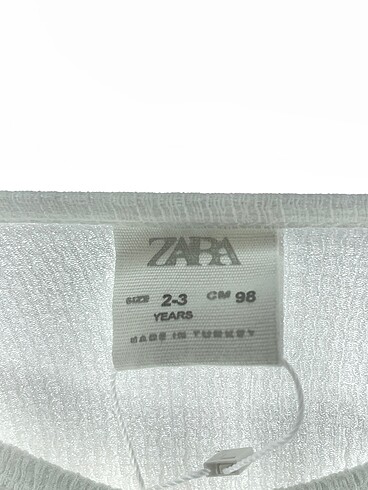 ZARA
SIZE 2-3 CM 98
YEARS
MADE IN TURKEY